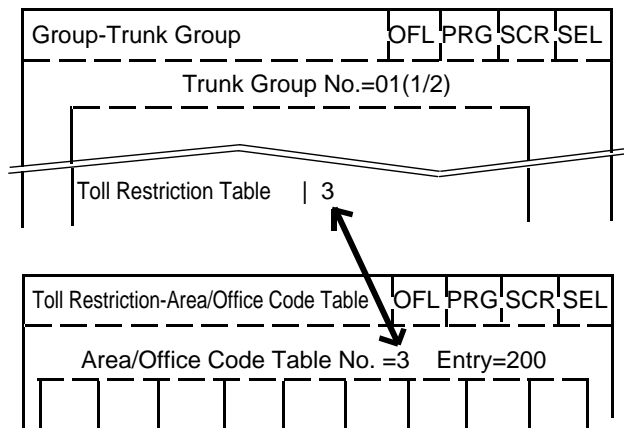 Group-Trunk Group OFL PRG SCR SEL
Trunk Group No.=01(1/2)
Toll Restriction Table | 3
Toll Restriction-Area/Office Code Table OFL PRG SCR SEL
Area/Office Code Table No. =3 Entry=200